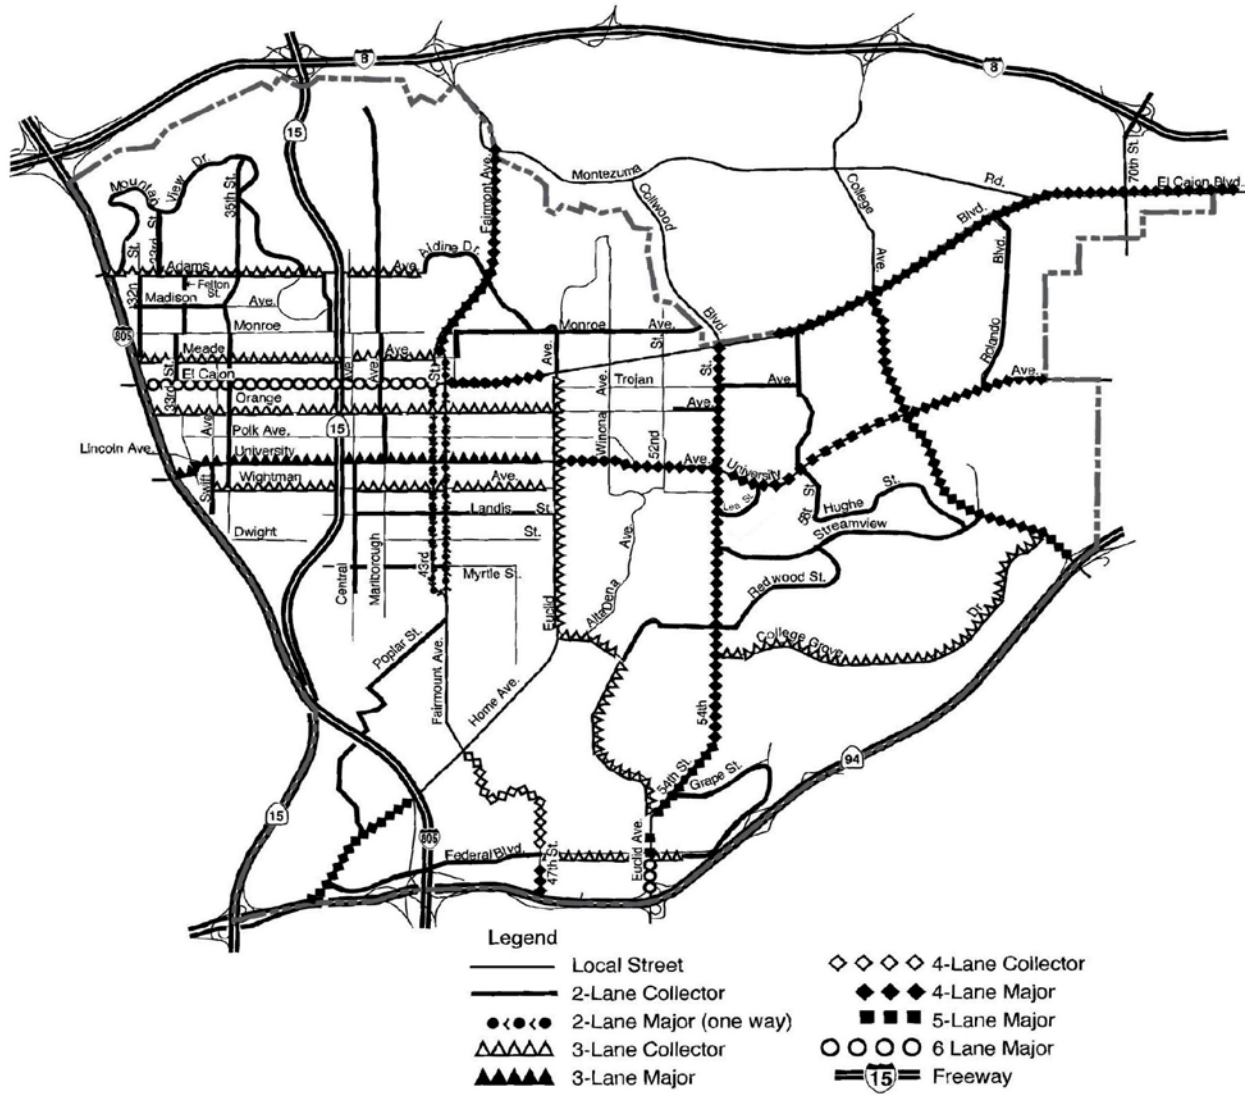 8
8
15
Mountain
View Dr.
35th St.
33rd St.
32n St.
Fairmont Ave.
Montezuma
Rd.
Collwood
Blvd.
College
Ave.
70th St.
El Cajon Blvd.
Blvd.
Rolando
Blvd.
Aldine Dr.
Adams
Ave.
Felton
St.
Madison
Ave.
Monroe
Monroe
Ave.
805
Meade
Ave.
El Cajon
St.
Trojan
Ave.
Ave.
33rd St.
Orange
Ave.
Ave.
Ave.
Ave.
St.
St.
15
Polk Ave.
Lincoln Ave.
Ave.
University
Winona
52nd
Ave.
University
Wightman
Ave.
Swift
Lea St.
58t St.
Hughe
St.
Landis
St.
Streamview
Dwight
St.
Central
Marlborough
43rd
Myrtle St.
Euclid
Ave.
AltaDena
Redwood St.
College Grove
Dr.
Poplar St.
Fairmount Ave.
Home Ave.
54th
94
54th St.
Grape St.
15
805
Federal Blvd.
47th St.
Euclid Ave.
Legend
Local Street
2-Lane Collector
2-Lane Major (one way)
3-Lane Collector
3-Lane Major
4-Lane Collector
4-Lane Major
5-Lane Major
6 Lane Major
15
Freeway